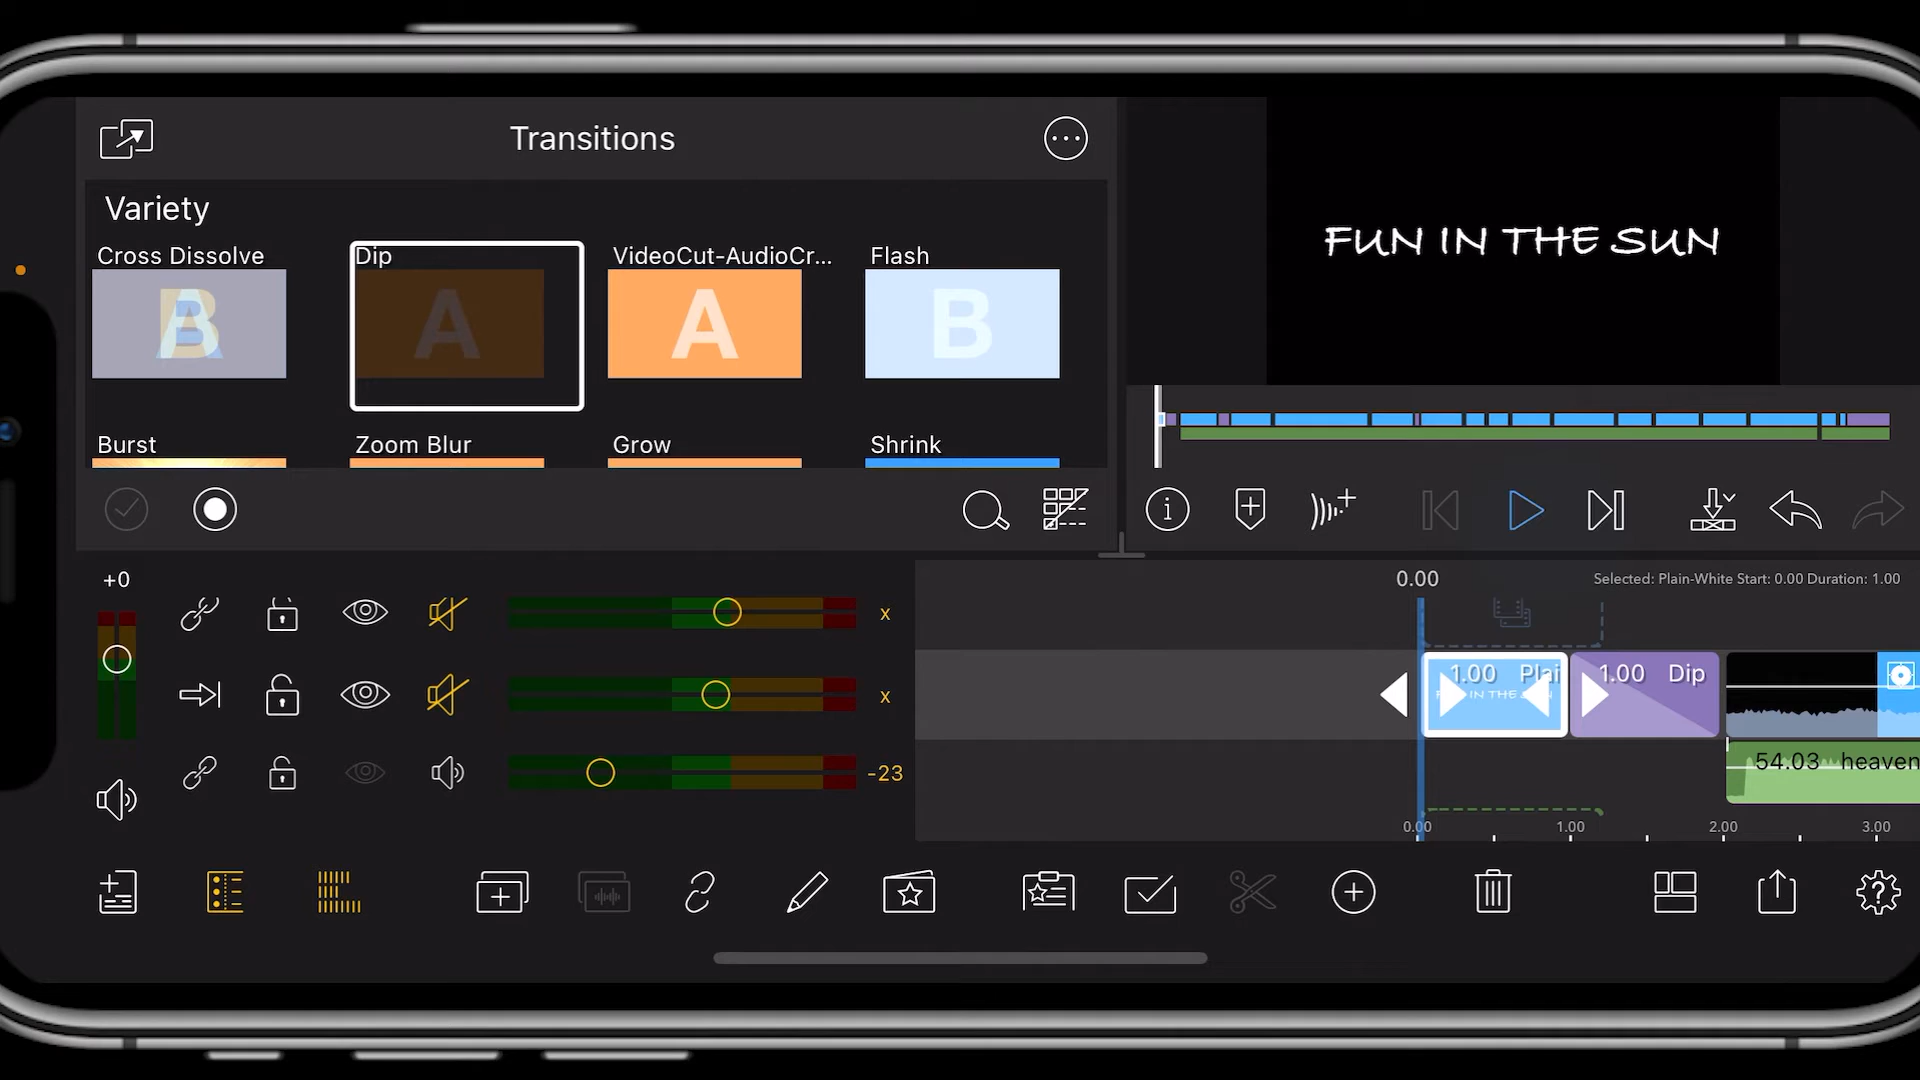 Transitions
Variety
Cross Dissolve
Dip
VideoCut-AudioCr...
Flash
B
A
A
A
B
Burst
Zoom Blur
Grow
Shrink
FUN IN THE SUN
+0
x
x
-23
0.00
Selected: Plain-White Start: 0.00 Duration: 1.00
1.00 Plai
1.00 Dip
54.03 heaven
0.00
1.00
2.00
3.00